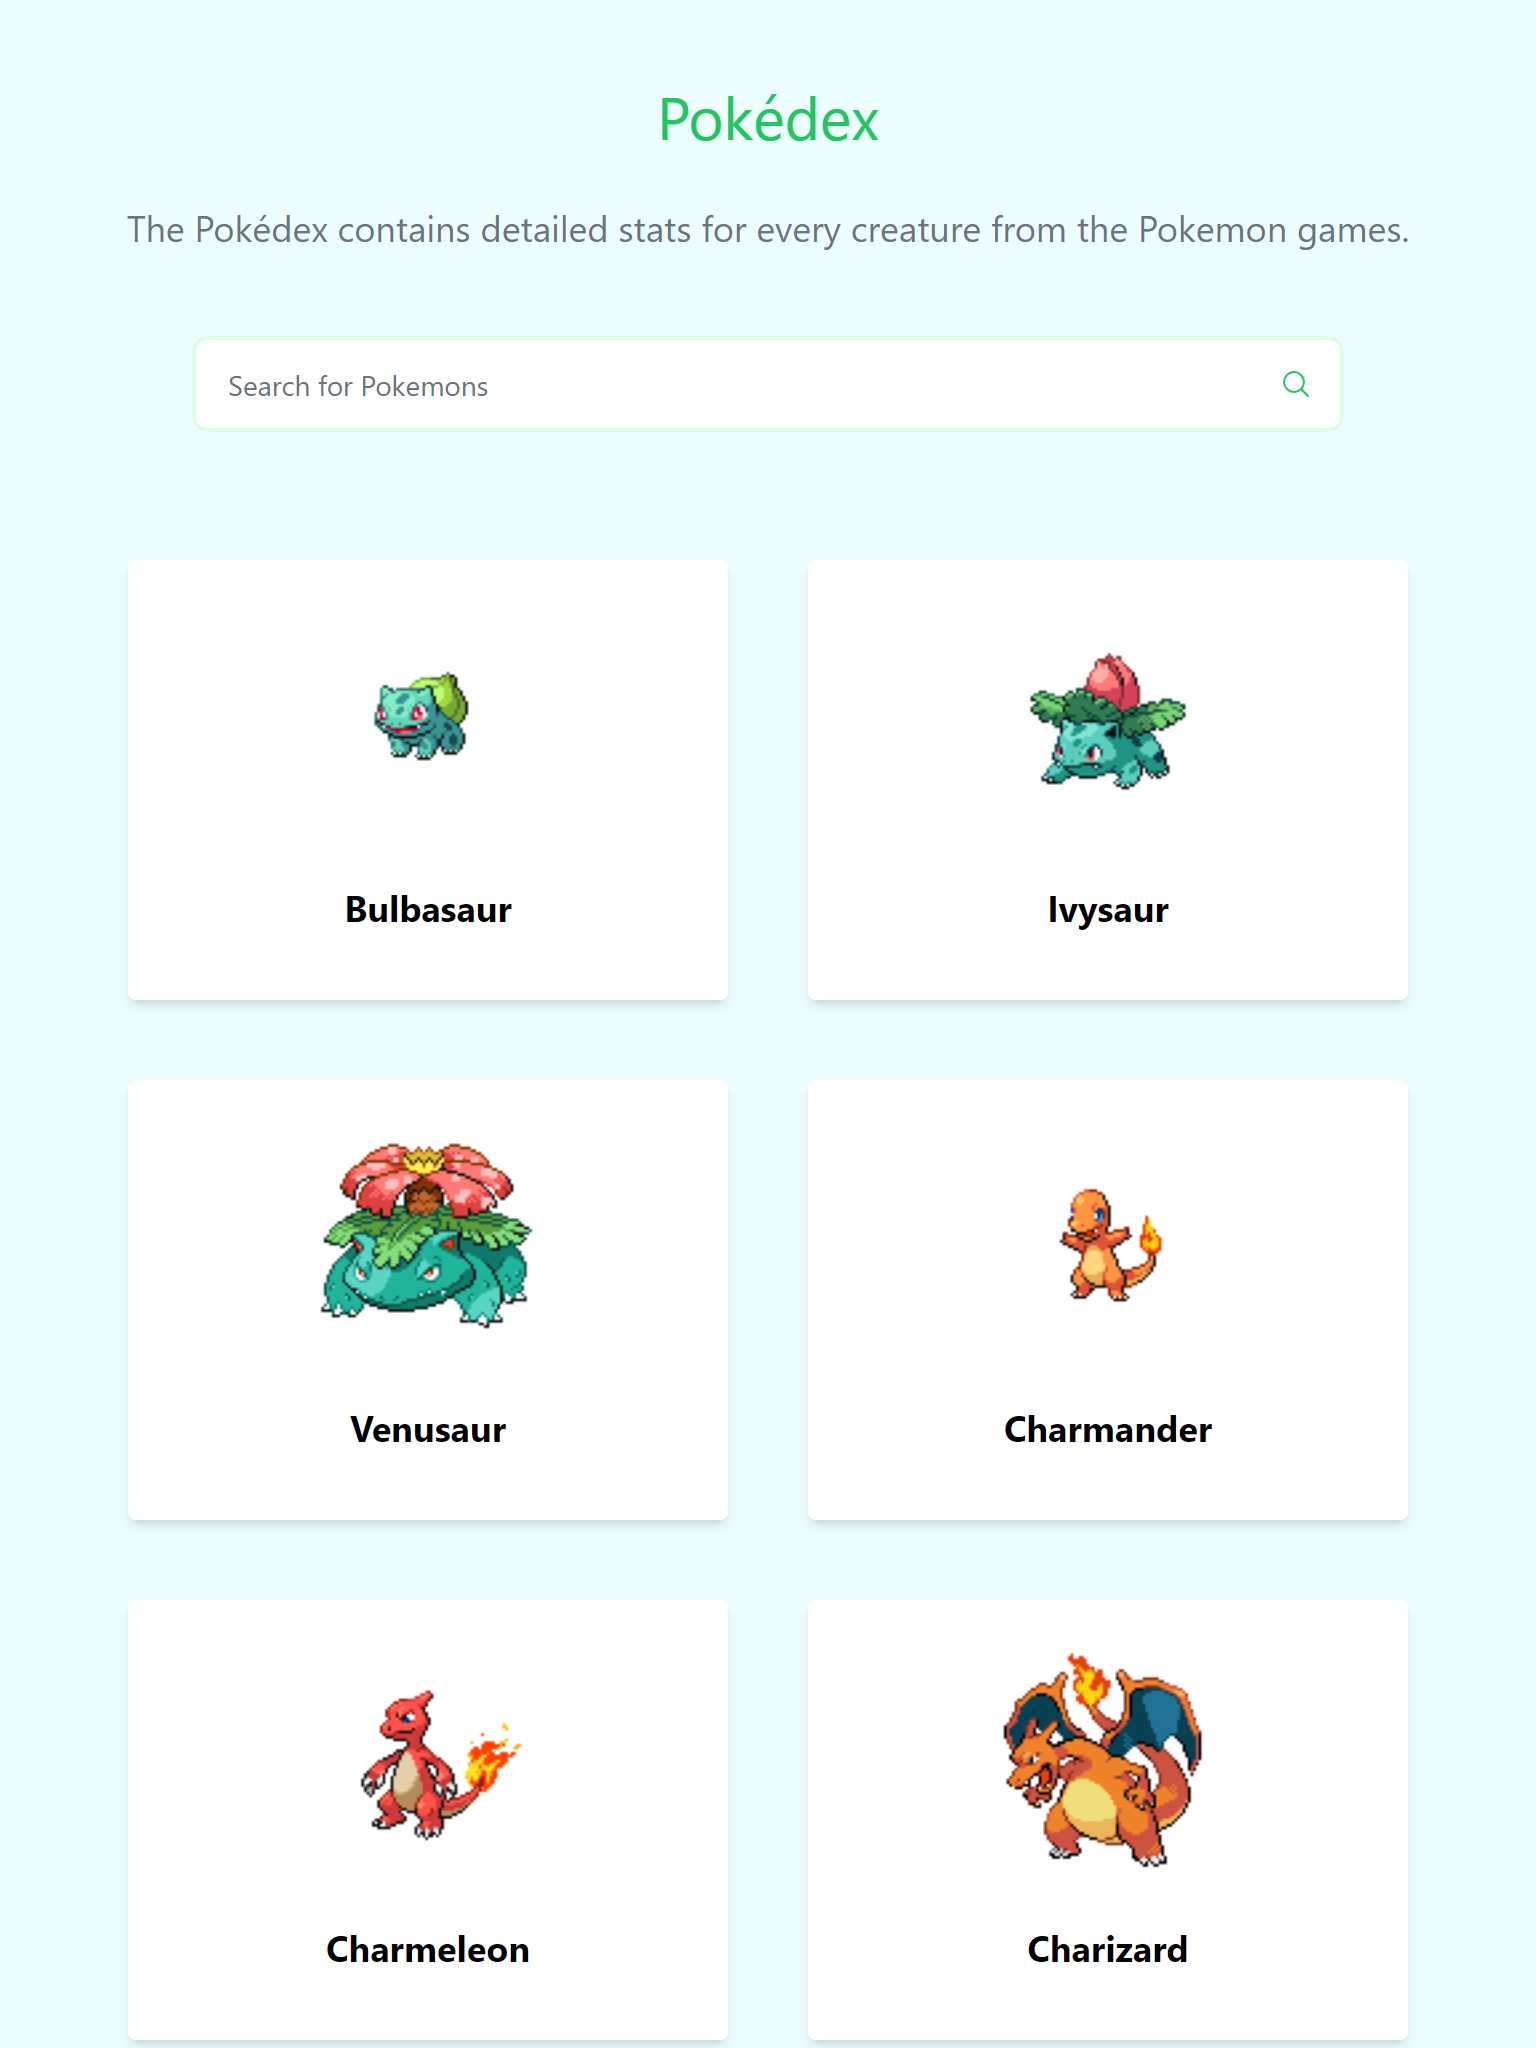 Pokédex
The Pokédex contains detailed stats for every creature from the Pokemon games.
Search for Pokemons
Bulbasaur
Ivysaur
Venusaur
Charmander
Charmeleon
Charizard